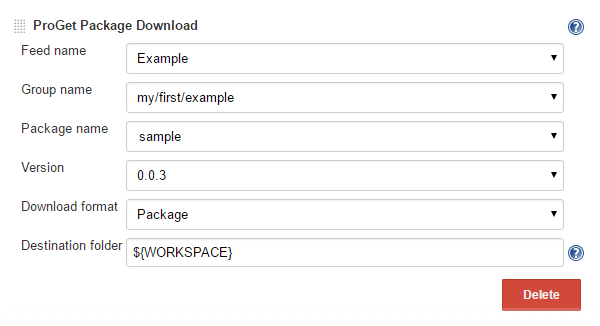 ProGet Package Download
Feed name Example
Group name my/first/example
Package name sample
Version 0.0.3
Download format Package
Destination folder ${WORKSPACE}
Delete